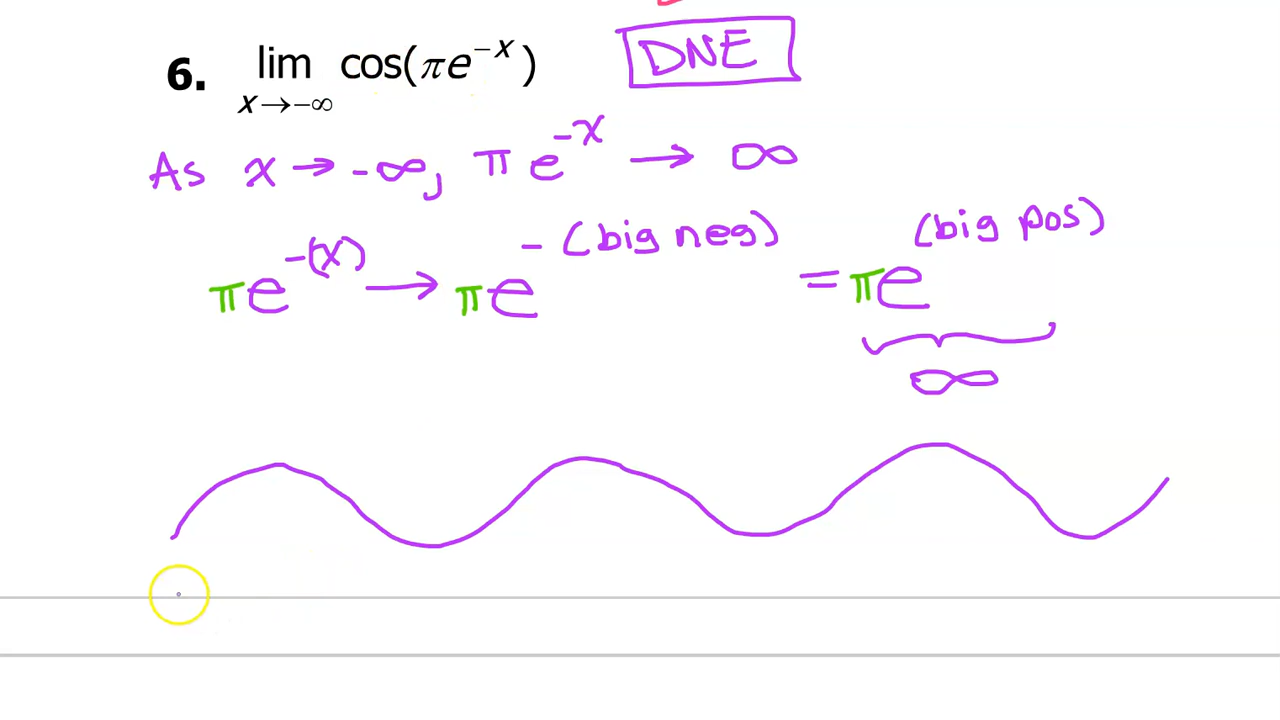 6. lim x→−∞ cos(πe^−x) DNE
As x → -∞, πe^-x → ∞
πe^-(x) → πe^-(big neg) = πe^(big pos)
∞